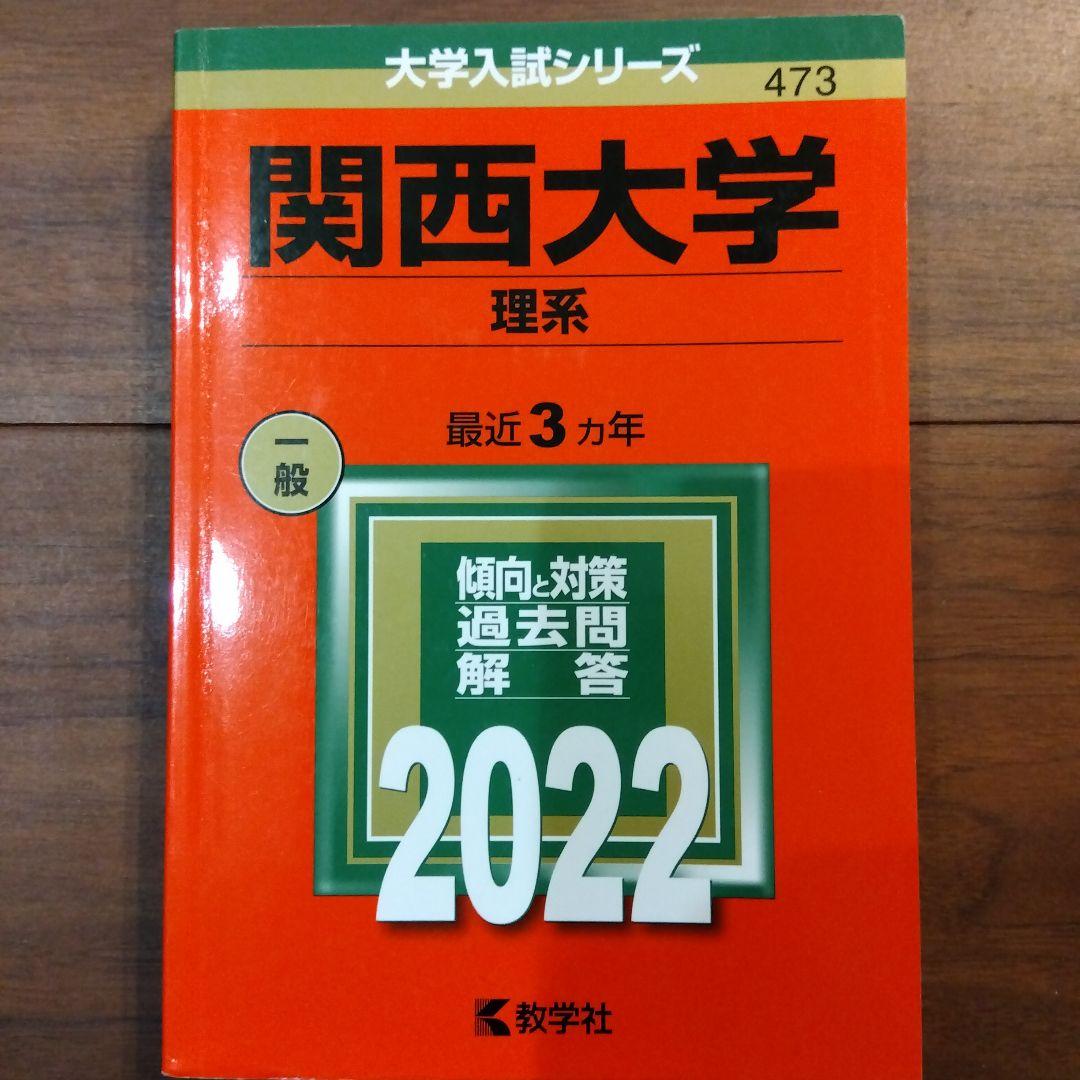 大学入試シリーズ
473
関西大学
理系
最近3ヵ年
一般
傾向と対策
過去問
解答
2022
教学社